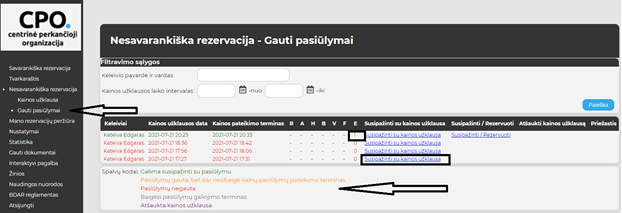 CPO.
centrinė perkančioji
organizacija
Savarankiška rezervacija
Tvarkaraštis
Nesavarankiška rezervacija
Kainos užklausa
Gauti pasiūlymai
Mano rezervacijų peržiūra
Nustatymai
Statistika
Gauti dokumentai
Interaktyvi pagalba
Žinios
Naudingos nuorodos
BDAR reglamentas
Atsijungti
Nesavarankiška rezervacija - Gauti pasiūlymai
Filtravimo sąlygos
Keleivio pavardė ir vardas:
Kainos užklausos laiko intervalas: -nuo -iki
Paieška
Keleiviai Kainos užklausos data Kainos pateikimo terminas R A H B V F E Susipažinti su kainos užklausa Susipažinti / Rezervuoti Atšaukti kainos užklausą Priežastis
Kateiva Edgaras 2021-07-21 20:25 2021-07-21 20:33 - - - - - - 1 Susipažinti su kainos užklausa Susipažinti / Rezervuoti
Kateiva Edgaras 2021-07-21 18:36 2021-07-21 18:42 - - - - - - 0 Susipažinti su kainos užklausa
Kateiva Edgaras 2021-07-21 17:56 2021-07-21 18:06 - - - - - - 0 Susipažinti su kainos užklausa
Kateiva Edgaras 2021-07-21 17:27 2021-07-21 17:31 - - - - - - 0 Susipažinti su kainos užklausa
Spalvų kodai: Galima susipažinti su pasiūlymu
Pasiūlymų gauta, bet dar nesibaigė kainų pasiūlymų pateikimo terminas
Pasiūlymų negauta
Baigėsi pasiūlymų galiojimo terminas
Atšaukta kainos užklausa